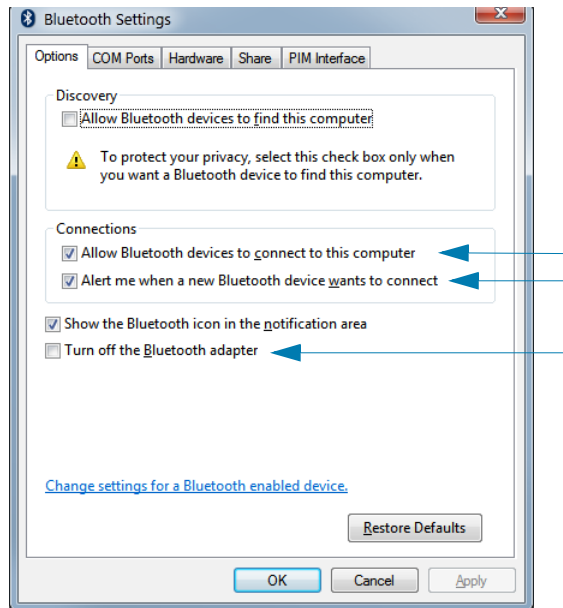 Bluetooth Settings
Options COM Ports Hardware Share PIM Interface
Discovery
Allow Bluetooth devices to find this computer
To protect your privacy, select this check box only when
you want a Bluetooth device to find this computer.
Connections
Allow Bluetooth devices to connect to this computer
Alert me when a new Bluetooth device wants to connect
Show the Bluetooth icon in the notification area
Turn off the Bluetooth adapter
Change settings for a Bluetooth enabled device.
Restore Defaults
OK Cancel Apply